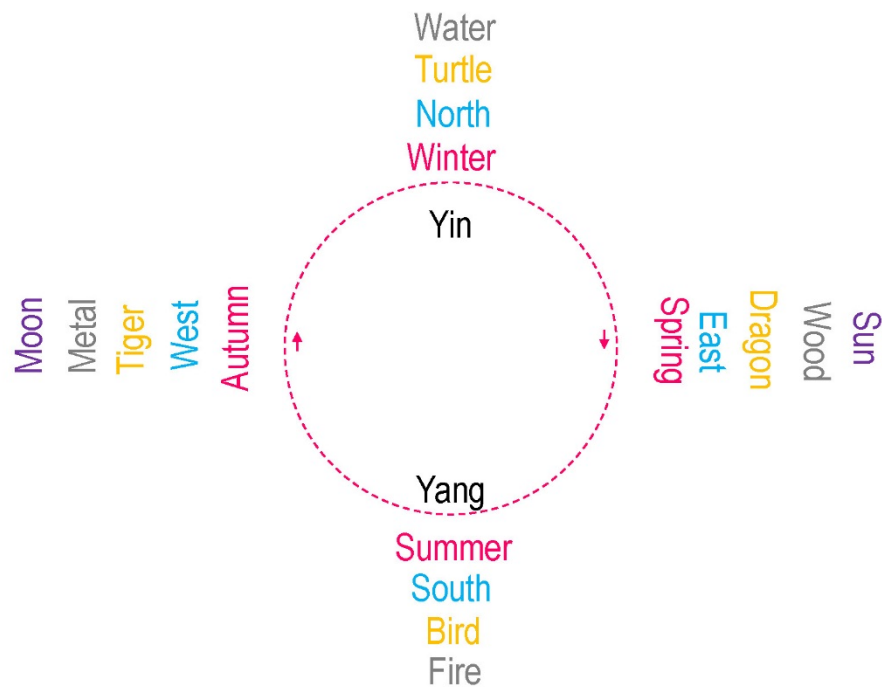 Water
Turtle
North
Winter
Yin
Moon
Metal
Tiger
West
Autumn
Spring
East
Dragon
Wood
Sun
Yang
Summer
South
Bird
Fire